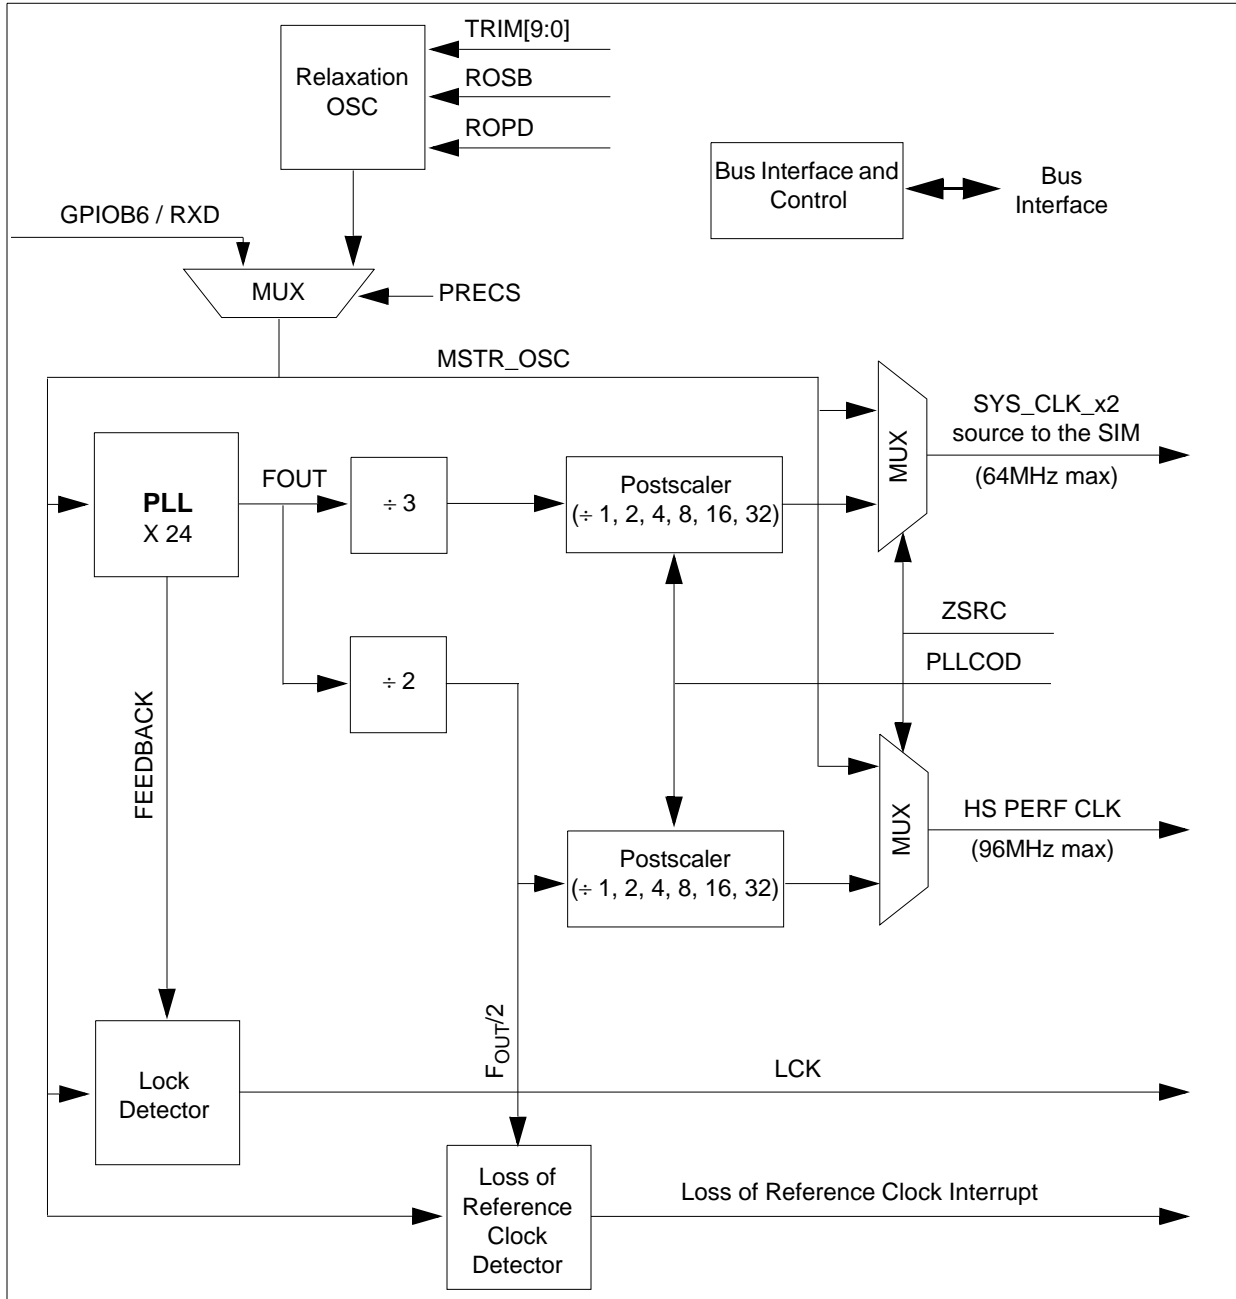 TRIM[9:0]
Relaxation
OSC
ROSB
ROPD
Bus Interface and
Control
Bus
Interface
GPIOB6 / RXD
MUX
PRECS
MSTR_OSC
SYS_CLK_x2
source to the SIM
(64MHz max)
MUX
PLL
X 24
FOUT
÷ 3
Postscaler
(÷ 1, 2, 4, 8, 16, 32)
ZSRC
PLLCOD
÷ 2
FEEDBACK
MUX
HS PERF CLK
(96MHz max)
Postscaler
(÷ 1, 2, 4, 8, 16, 32)
FOUT/2
Lock
Detector
LCK
Loss of
Reference
Clock
Detector
Loss of Reference Clock Interrupt